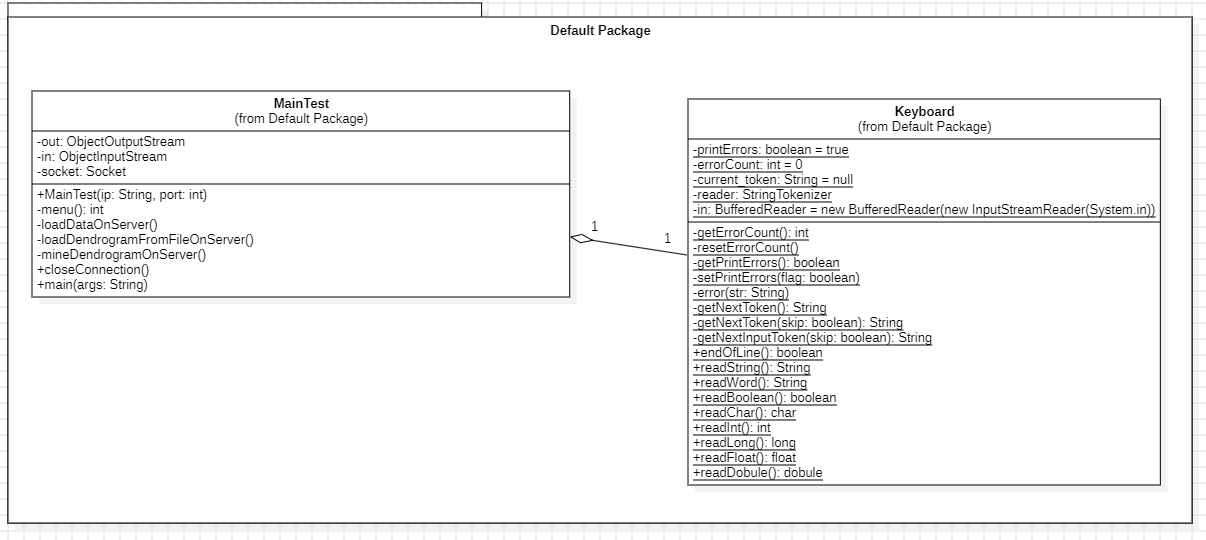 Default Package
MainTest
(from Default Package)
-out: ObjectOutputStream
-in: ObjectInputStream
-socket: Socket
+MainTest(ip: String, port: int)
-menu(): int
-loadDataOnServer()
-loadDendrogramFromFileOnServer()
-mineDendrogramOnServer()
+closeConnection()
+main(args: String)
1
1
Keyboard
(from Default Package)
-printErrors: boolean = true
-errorCount: int = 0
-current_token: String = null
-reader: StringTokenizer
-in: BufferedReader = new BufferedReader(new InputStreamReader(System.in))
-getErrorCount(): int
-resetErrorCount()
-getPrintErrors(): boolean
-setPrintErrors(flag: boolean)
-error(str: String)
-getNextToken(): String
-getNextToken(skip: boolean): String
-getNextInputToken(skip: boolean): String
+endOfLine(): boolean
+readString(): String
+readWord(): String
+readBoolean(): boolean
+readChar(): char
+readInt(): int
+readLong(): long
+readFloat(): float
+readDobule(): dobule